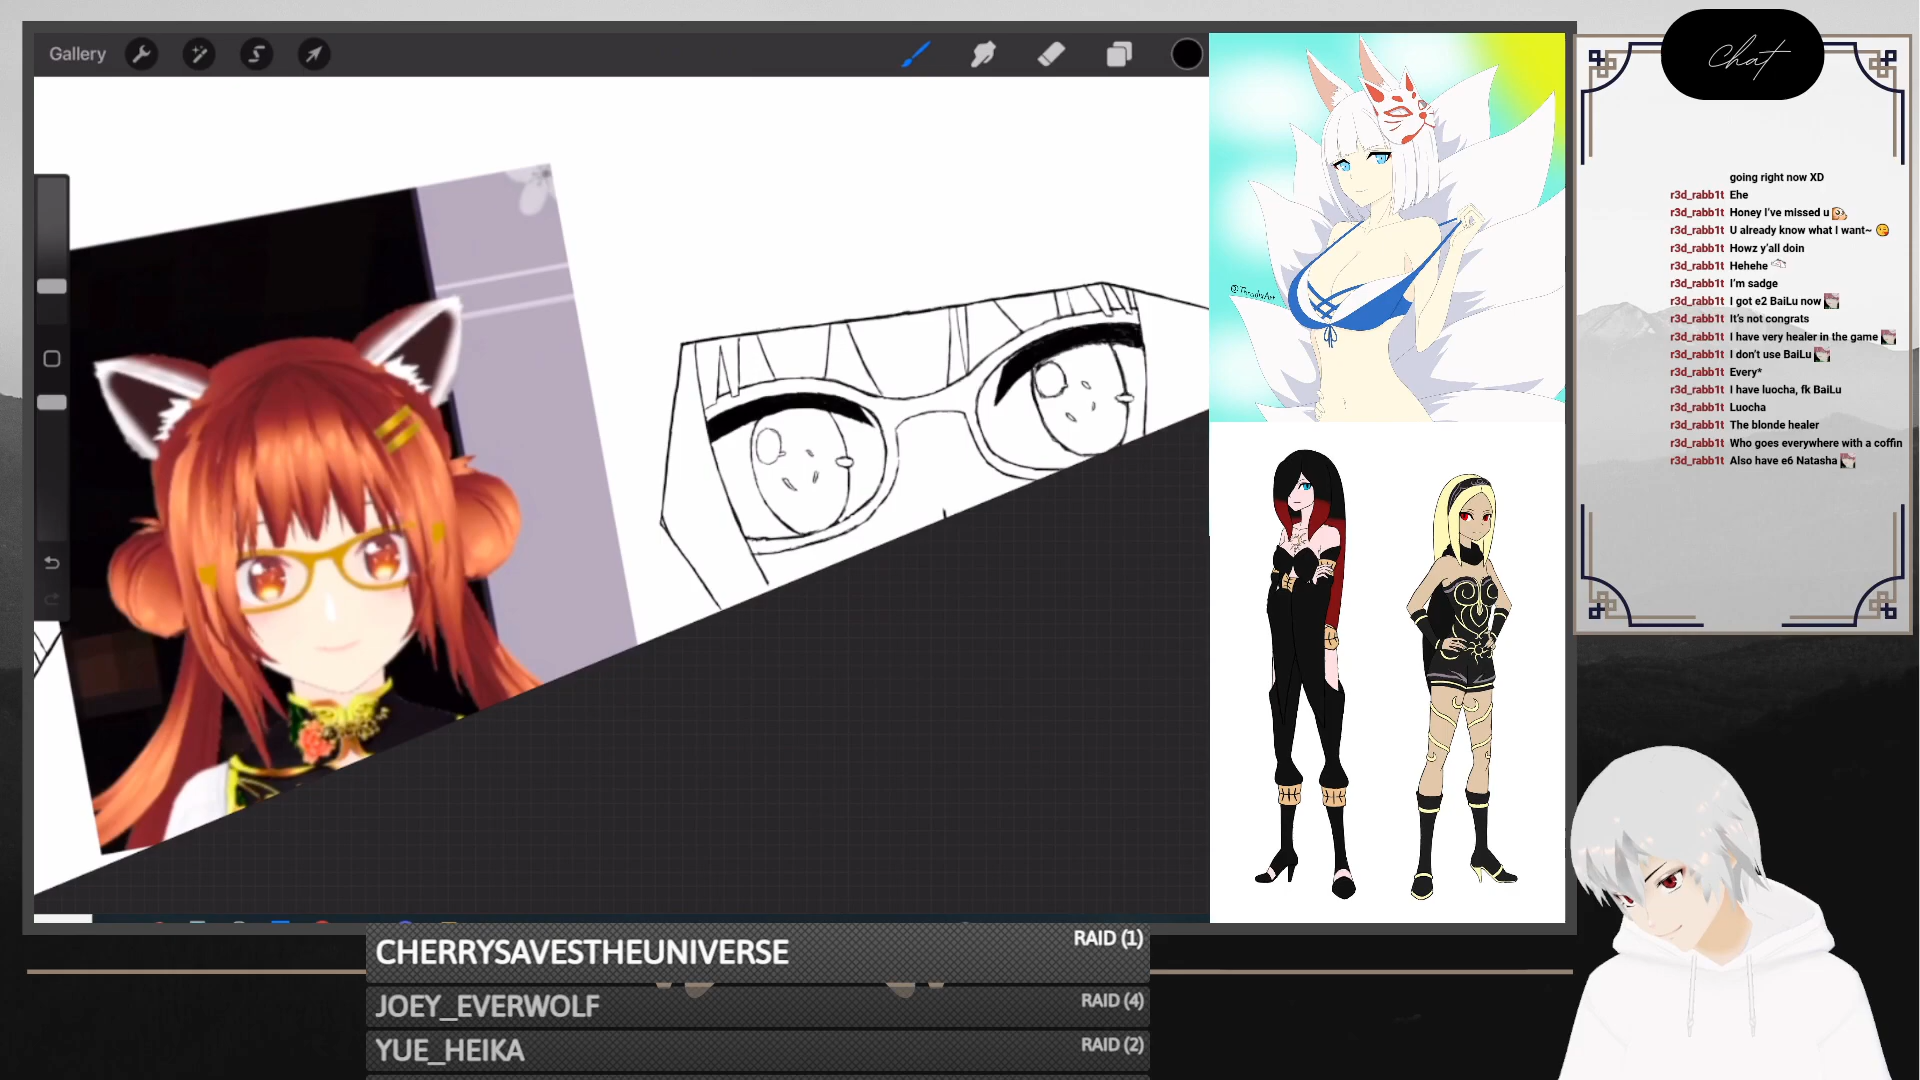 Gallery
Chat
going right now XD
r3d_rabb1t Ehe
r3d_rabb1t Honey I've missed u
r3d_rabb1t U already know what I want~
r3d_rabb1t Howz y'all doin
r3d_rabb1t Hehehe
r3d_rabb1t I'm sadge
r3d_rabb1t I got e2 BaiLu now
r3d_rabb1t It's not congrats
r3d_rabb1t I have very healer in the game
r3d_rabb1t I don't use BaiLu
r3d_rabb1t Every*
r3d_rabb1t I have luocha, fk BaiLu
r3d_rabb1t Luocha
r3d_rabb1t The blonde healer
r3d_rabb1t Who goes everywhere with a coffin
r3d_rabb1t Also have e6 Natasha
CHERRYSAVESTHEUNIVERSE RAID (1)
JOEY_EVERWOLF RAID (4)
YUE_HEIKA RAID (2)